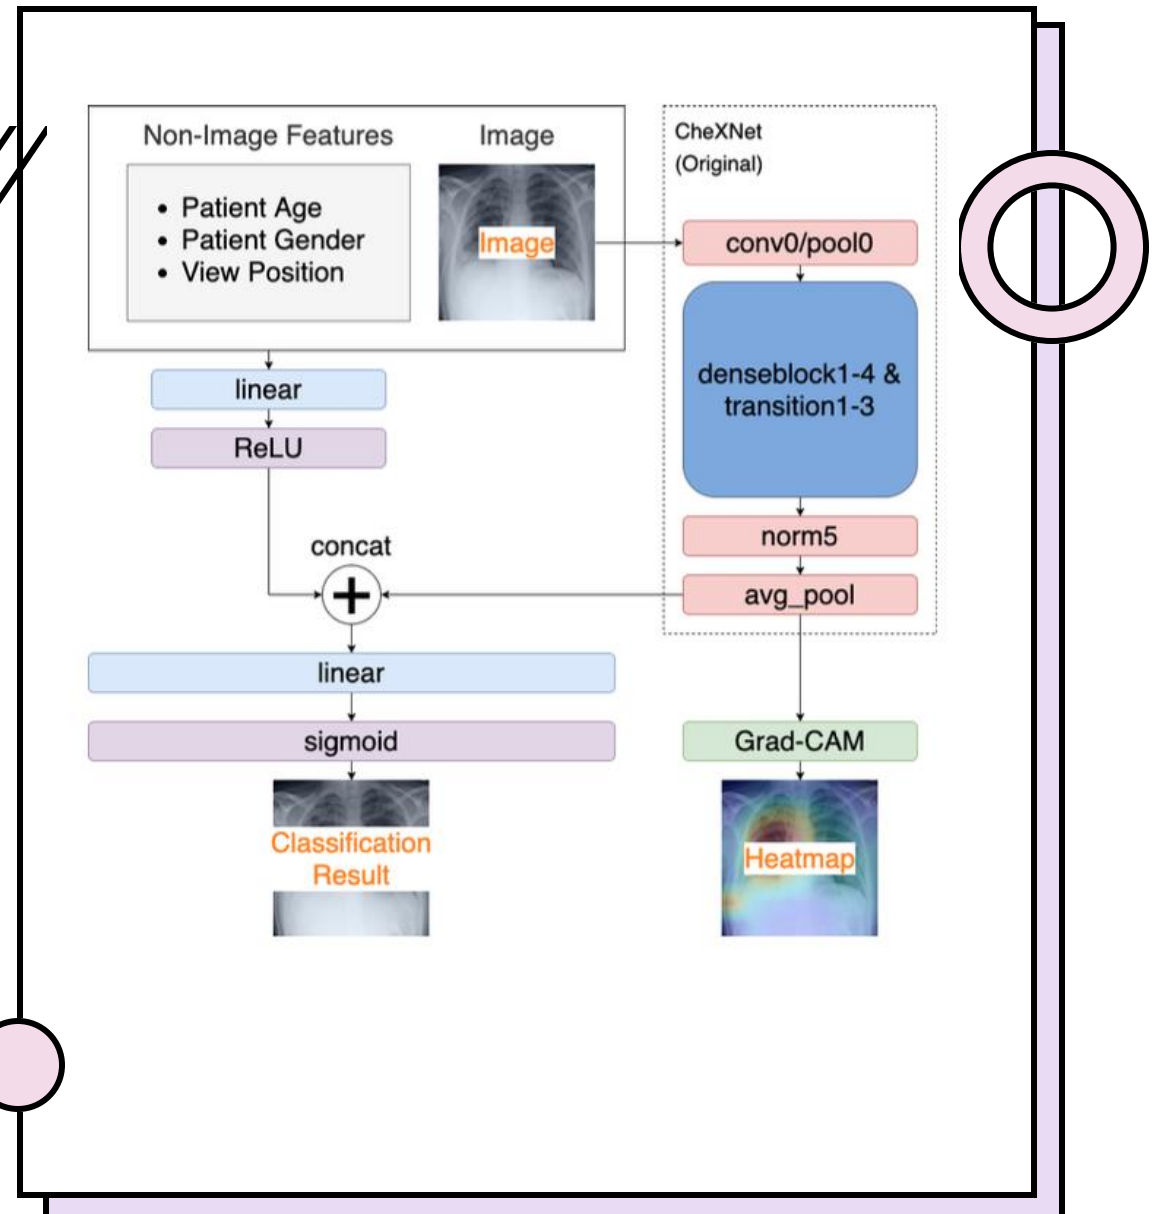 Non-Image Features
Image
• Patient Age
• Patient Gender
• View Position
Image
CheXNet
(Original)
conv0/pool0
denseblock1-4 &
transition1-3
norm5
avg_pool
linear
ReLU
concat
+
linear
sigmoid
Classification
Result
Grad-CAM
Heatmap